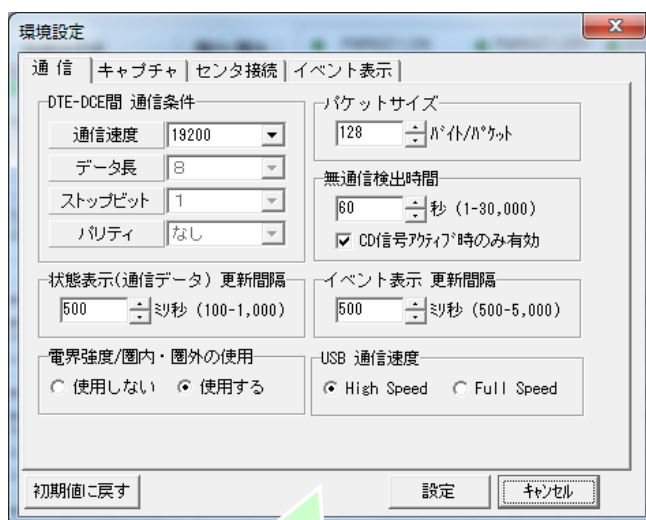 環境設定
通 信 キャプチャ センタ接続 イベント表示
DTE-DCE間 通信条件
通信速度 19200
データ長 8
ストップビット 1
パリティ なし
パケットサイズ
128 ﾊﾞｲﾄ/ﾊﾟｹｯﾄ
無通信検出時間
60 秒 (1-30,000)
CD信号ｱｸﾃｨﾌﾞ時のみ有効
状態表示(通信データ) 更新間隔
500 ﾐﾘ秒 (100-1,000)
イベント表示 更新間隔
500 ﾐﾘ秒 (500-5,000)
電界強度/圏内・圏外の使用
使用しない 使用する
USB 通信速度
High Speed Full Speed
初期値に戻す 設定 ｷｬﾝｾﾙ